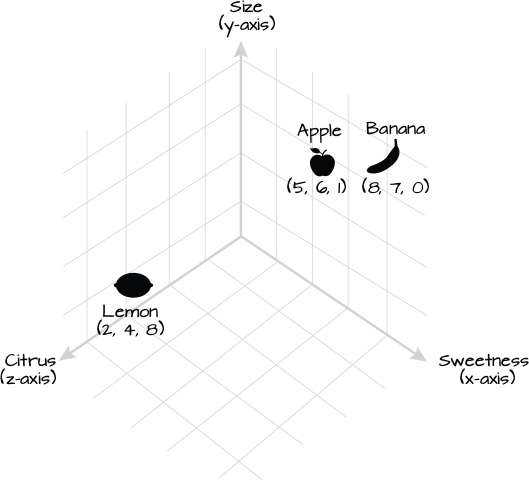 Size
(y-axis)
Apple
Banana
(5, 6, 1)
(8, 7, 0)
Lemon
(2, 4, 8)
Citrus
(z-axis)
Sweetness
(x-axis)